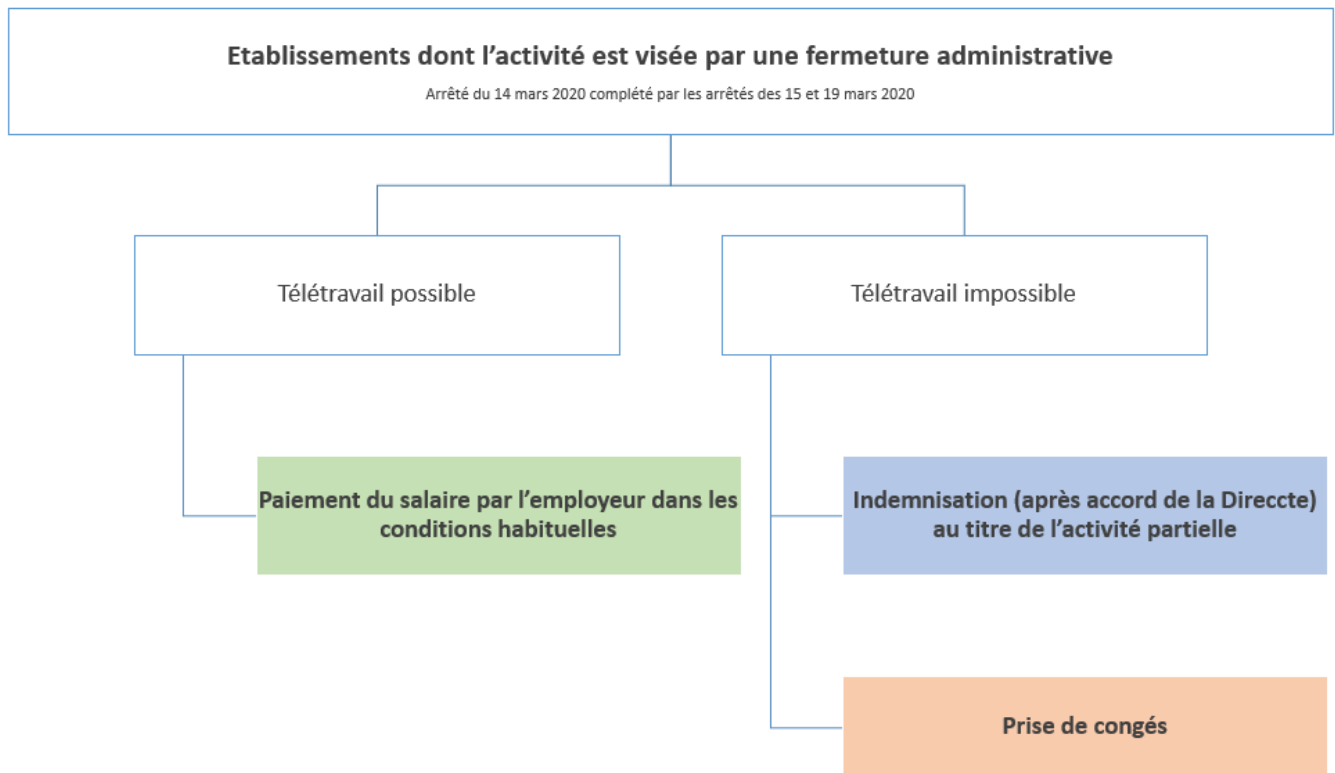 Etablissements dont l’activité est visée par une fermeture administrative
Arrêté du 14 mars 2020 complété par les arrêtés des 15 et 19 mars 2020
Télétravail possible
Télétravail impossible
Paiement du salaire par l’employeur dans les
conditions habituelles
Indemnisation (après accord de la Direccte)
au titre de l’activité partielle
Prise de congés